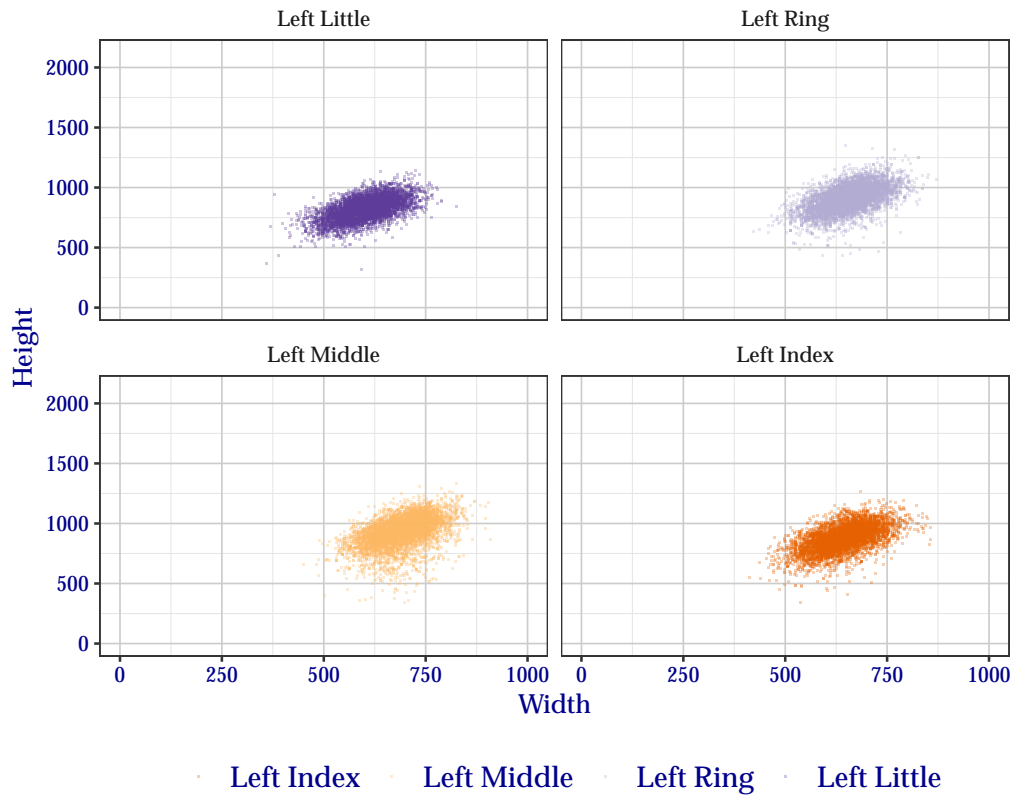 Left Little
Left Ring
2000
1500
1000
500
0
Height
Left Middle
Left Index
2000
1500
1000
500
0
0 250 500 750 1000
0 250 500 750 1000
Width
Left Index Left Middle Left Ring Left Little